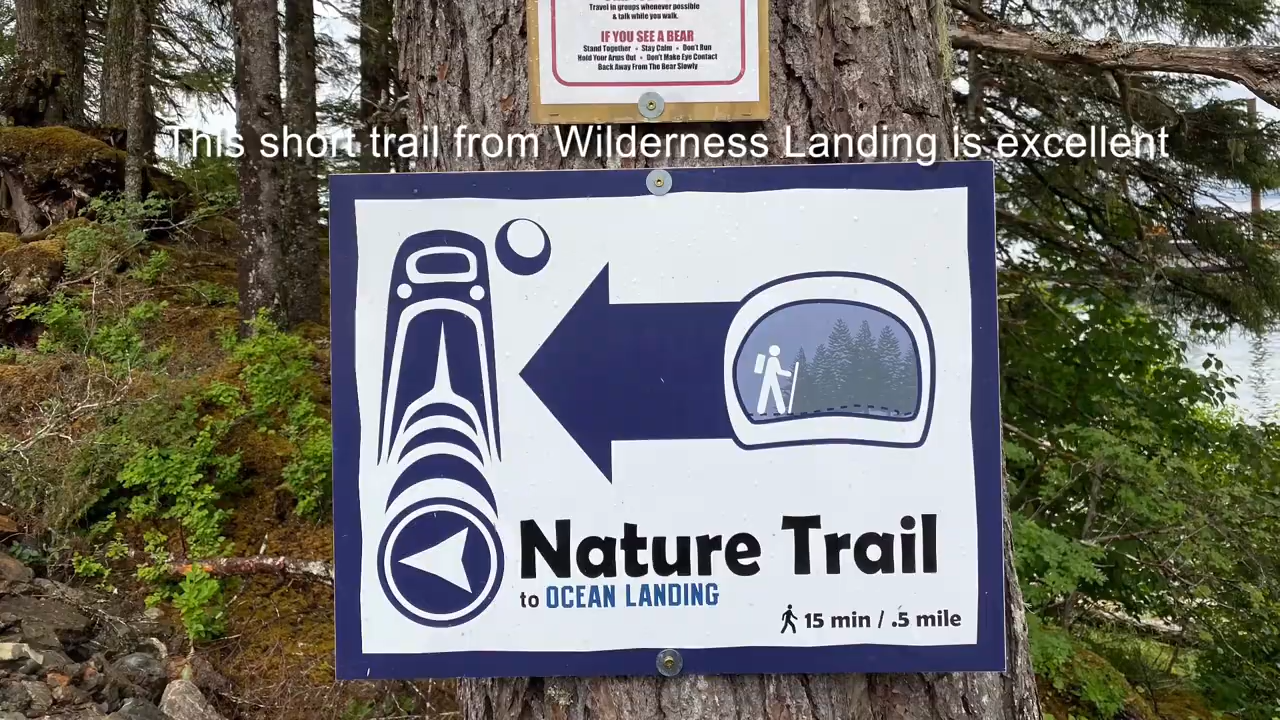 Travel in groups whenever possible
& talk while you walk.
IF YOU SEE A BEAR
Stand Together • Stay Calm • Don't Run
Hold Your Arms Out • Don't Make Eye Contact
Back Away From The Bear Slowly
This short trail from Wilderness Landing is excellent
Nature Trail
to OCEAN LANDING
15 min / .5 mile